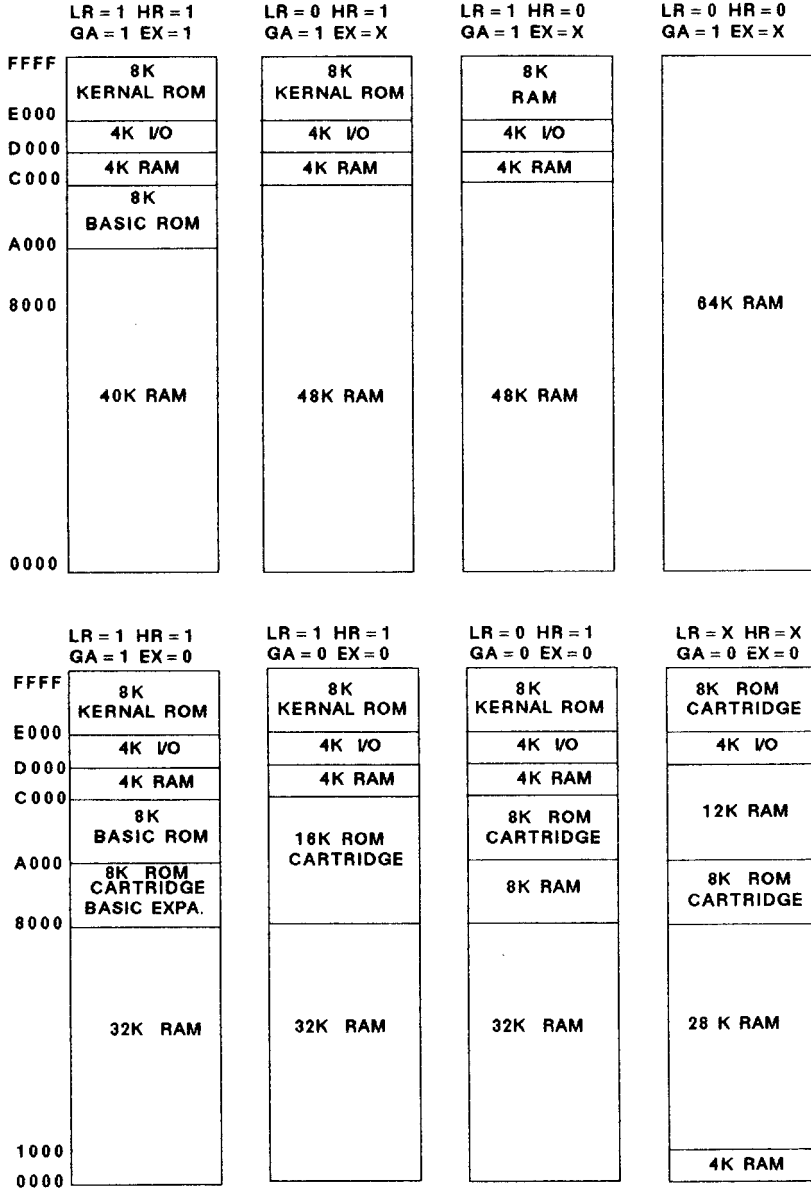 LR = 1 HR = 1
GA = 1 EX = 1
LR = 0 HR = 1
GA = 1 EX = X
LR = 1 HR = 0
GA = 1 EX = X
LR = 0 HR = 0
GA = 1 EX = X
FFFF
E000
D000
C000
A000
8000
0000
8K
KERNAL ROM
4K I/O
4K RAM
8K
BASIC ROM
40K RAM
8K
KERNAL ROM
4K I/O
4K RAM
48K RAM
8K
RAM
4K I/O
4K RAM
48K RAM
64K RAM
LR = 1 HR = 1
GA = 1 EX = 0
LR = 1 HR = 1
GA = 0 EX = 0
LR = 0 HR = 1
GA = 0 EX = 0
LR = X HR = X
GA = 0 EX = 0
FFFF
E000
D000
C000
A000
8000
1000
0000
8K
KERNAL ROM
4K I/O
4K RAM
8K
BASIC ROM
8K ROM
CARTRIDGE
BASIC EXPA.
32K RAM
8K
KERNAL ROM
4K I/O
4K RAM
16K ROM
CARTRIDGE
32K RAM
8K
KERNAL ROM
4K I/O
4K RAM
8K ROM
CARTRIDGE
8K RAM
32K RAM
8K ROM
CARTRIDGE
4K I/O
12K RAM
8K ROM
CARTRIDGE
28 K RAM
4K RAM